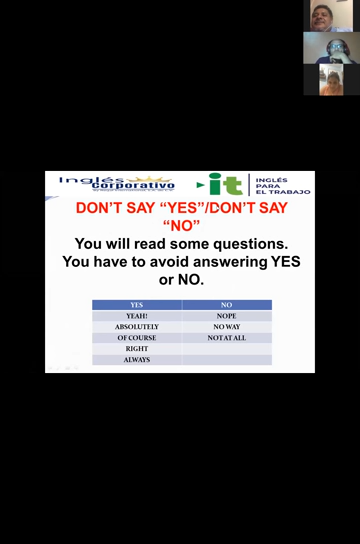 Inglés
Corporativo
it
INGLÉS
PARA
EL TRABAJO
DON'T SAY “YES”/DON'T SAY
“NO”
You will read some questions.
You have to avoid answering YES
or NO.
YES NO
YEAH! NOPE
ABSOLUTELY NO WAY
OF COURSE NOT AT ALL
RIGHT
ALWAYS